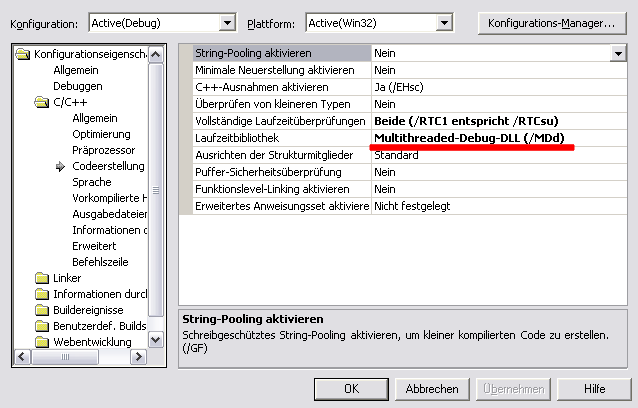 Konfiguration: Active(Debug) Plattform: Active(Win32) Konfigurations-Manager...
Konfigurationseigenscha
Allgemein
Debuggen
C/C++
Allgemein
Optimierung
Präprozessor
Codeerstellung
Sprache
Vorkompilierte H
Ausgabedateien
Informationen d
Erweitert
Befehlszeile
Linker
Informationen durc
Buildereignisse
Benutzerdef. Builds
Webentwicklung
String-Pooling aktivieren Nein
Minimale Neuerstellung aktivieren Nein
C++-Ausnahmen aktivieren Ja (/EHsc)
Überprüfen von kleineren Typen Nein
Vollständige Laufzeitüberprüfungen Beide (/RTC1 entspricht /RTCsu)
Laufzeitbibliothek Multithreaded-Debug-DLL (/MDd)
Ausrichten der Strukturmitglieder Standard
Puffer-Sicherheitsüberprüfung Nein
Funktionslevel-Linking aktivieren Nein
Erweitertes Anweisungsset aktiviere Nicht festgelegt
String-Pooling aktivieren
Schreibgeschütztes String-Pooling aktivieren, um kleiner kompilierten Code zu erstellen.
(/GF)
OK Abbrechen Übernehmen Hilfe